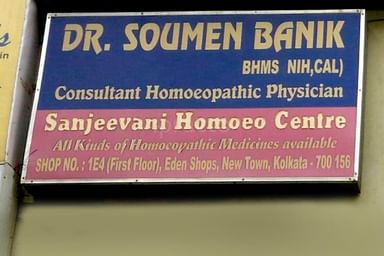 DR. SOUMEN BANIK
BHMS NIH,CAL)
Consultant Homoeopathic Physician
Sanjeevani Homoeo Centre
All Kinds of Homoeopathic Medicines available
SHOP NO. : 1E4 (First Floor), Eden Shops, New Town, Kolkata - 700 156